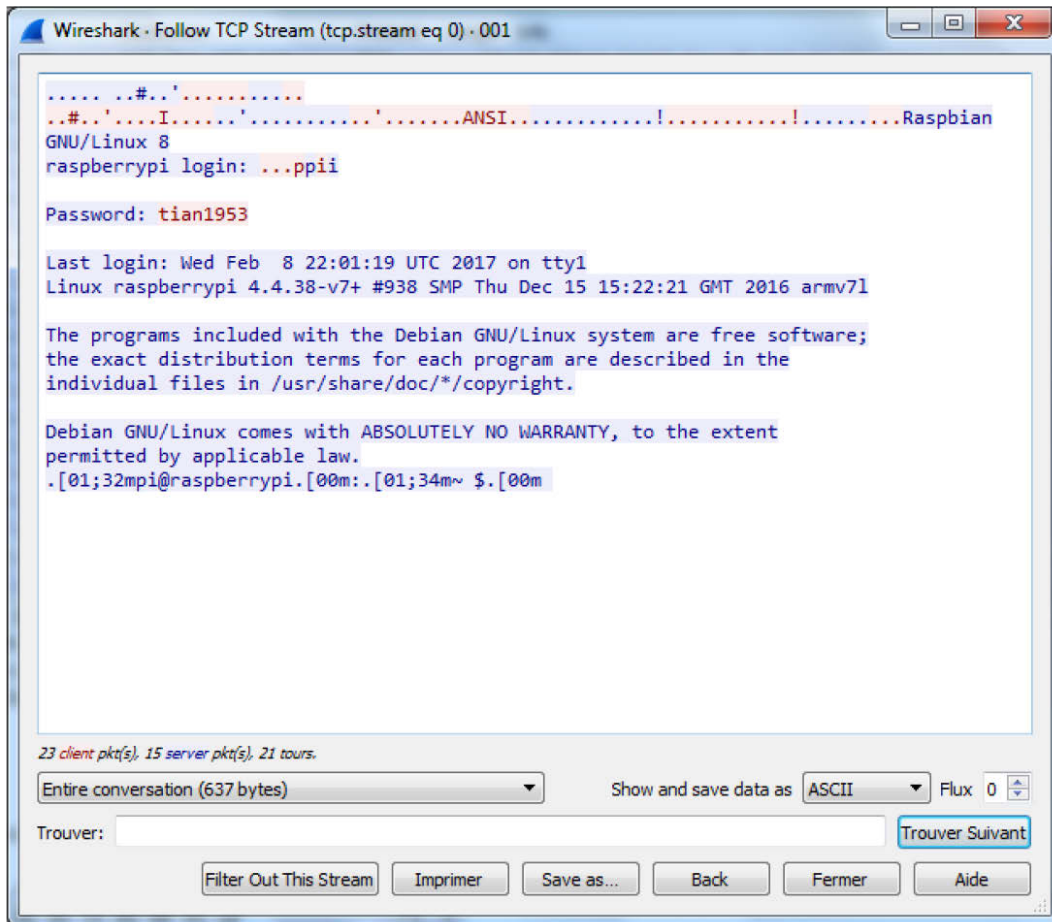 Wireshark · Follow TCP Stream (tcp.stream eq 0) · 001
..... ..#..'...........
..#..'....I......'...........'.......ANSI.............!...........!.........Raspbian
GNU/Linux 8
raspberrypi login: ...ppii
Password: tian1953
Last login: Wed Feb  8 22:01:19 UTC 2017 on tty1
Linux raspberrypi 4.4.38-v7+ #938 SMP Thu Dec 15 15:22:21 GMT 2016 armv7l
The programs included with the Debian GNU/Linux system are free software;
the exact distribution terms for each program are described in the
individual files in /usr/share/doc/*/copyright.
Debian GNU/Linux comes with ABSOLUTELY NO WARRANTY, to the extent
permitted by applicable law.
.[01;32mpi@raspberrypi.[00m:.[01;34m~ $.[00m
23 client pkt(s), 15 server pkt(s), 21 tours.
Entire conversation (637 bytes) Show and save data as ASCII Flux 0
Trouver: Trouver Suivant
Filter Out This Stream Imprimer Save as... Back Fermer Aide